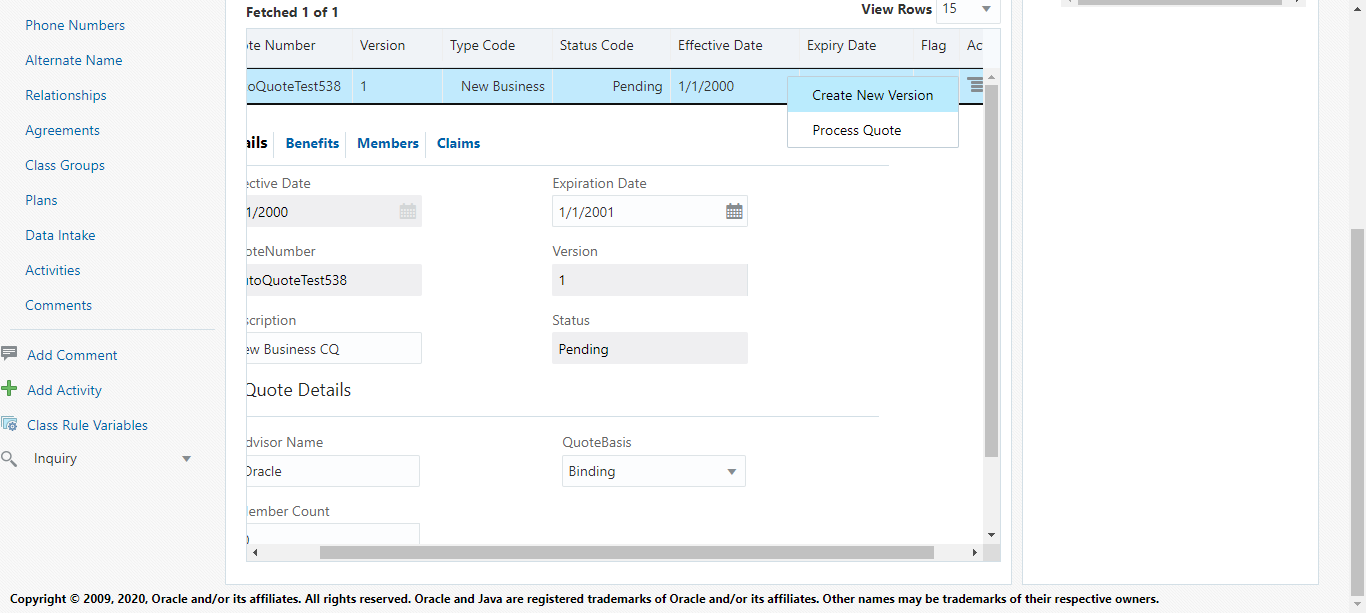 Phone Numbers
Alternate Name
Relationships
Agreements
Class Groups
Plans
Data Intake
Activities
Comments
Add Comment
Add Activity
Class Rule Variables
Inquiry
Fetched 1 of 1
View Rows 15
te Number Version Type Code Status Code Effective Date Expiry Date Flag Ac
oQuoteTest538 1 New Business Pending 1/1/2000
Create New Version
Process Quote
ails Benefits Members Claims
ective Date Expiration Date
1/2000 1/1/2001
oteNumber Version
toQuoteTest538 1
scription Status
ew Business CQ Pending
Quote Details
dvisor Name QuoteBasis
Oracle Binding
ember Count
Copyright © 2009, 2020, Oracle and/or its affiliates. All rights reserved. Oracle and Java are registered trademarks of Oracle and/or its affiliates. Other names may be trademarks of their respective owners.